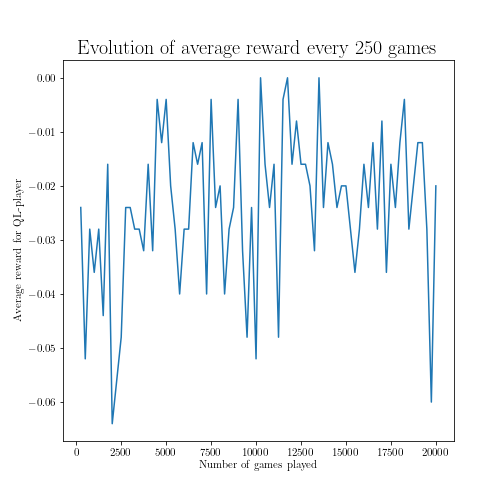 Evolution of average reward every 250 games
0.00
−0.01
−0.02
−0.03
−0.04
−0.05
−0.06
Average reward for QL-player
0 2500 5000 7500 10000 12500 15000 17500 20000
Number of games played